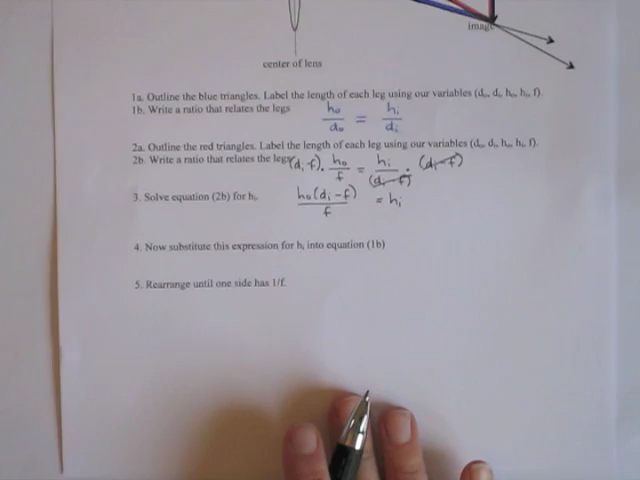 image
center of lens
1a. Outline the blue triangles. Label the length of each leg using our variables (dₒ, dᵢ, hₒ, hᵢ, f).
1b. Write a ratio that relates the legs hₒ/dₒ = hᵢ/dᵢ
2a. Outline the red triangles. Label the length of each leg using our variables (dₒ, dᵢ, hₒ, hᵢ, f).
2b. Write a ratio that relates the legs (dᵢ-f)· hₒ/f = hᵢ/(dᵢ-f) · (dᵢ-f)
3. Solve equation (2b) for hᵢ. hₒ(dᵢ-f)/f = hᵢ
4. Now substitute this expression for hᵢ into equation (1b)
5. Rearrange until one side has 1/f.